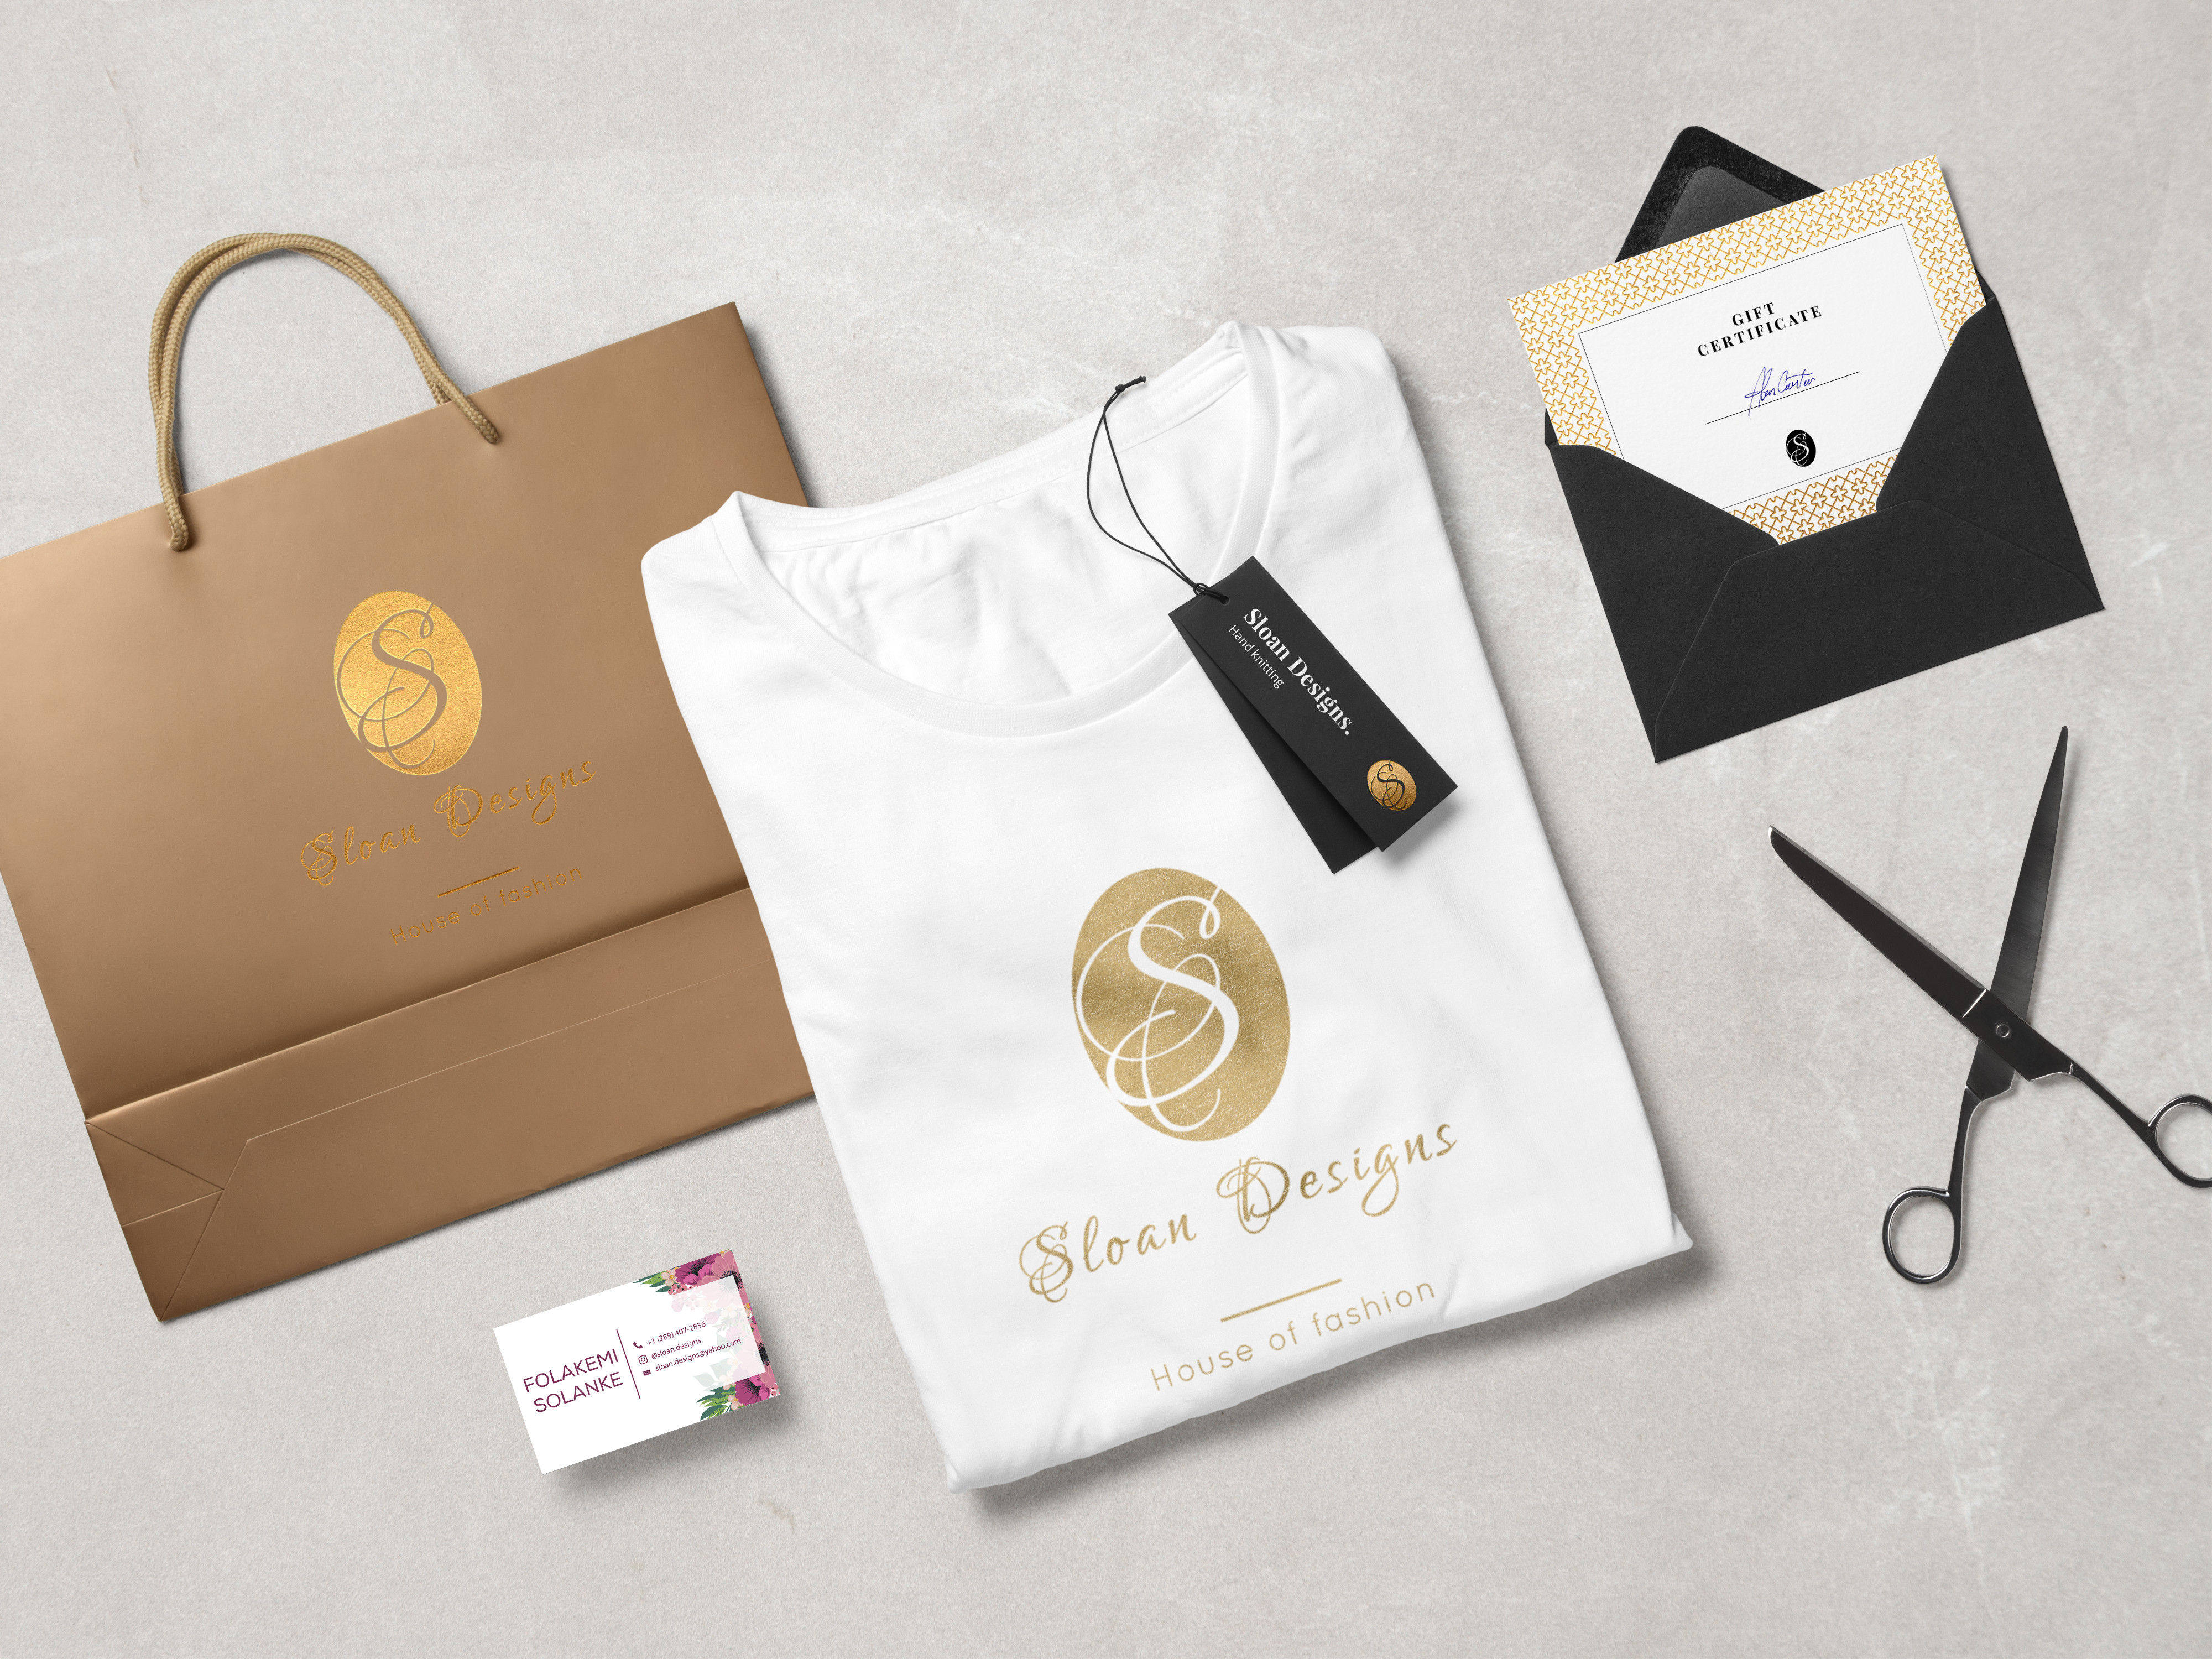 Sloan Designs
House of fashion
Sloan Designs.
Hand knitting
Sloan Designs
House of fashion
GIFT
CERTIFICATE
FOLAKEMI
SOLANKE
+1 (289) 407-2836
@sloan.designs
sloan.designs@yahoo.com